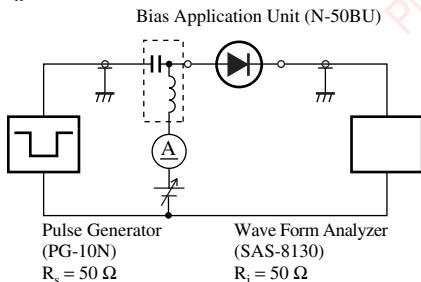 Bias Application Unit (N-50BU)
A
Pulse Generator
(PG-10N)
Rs = 50 Ω
Wave Form Analyzer
(SAS-8130)
Ri = 50 Ω